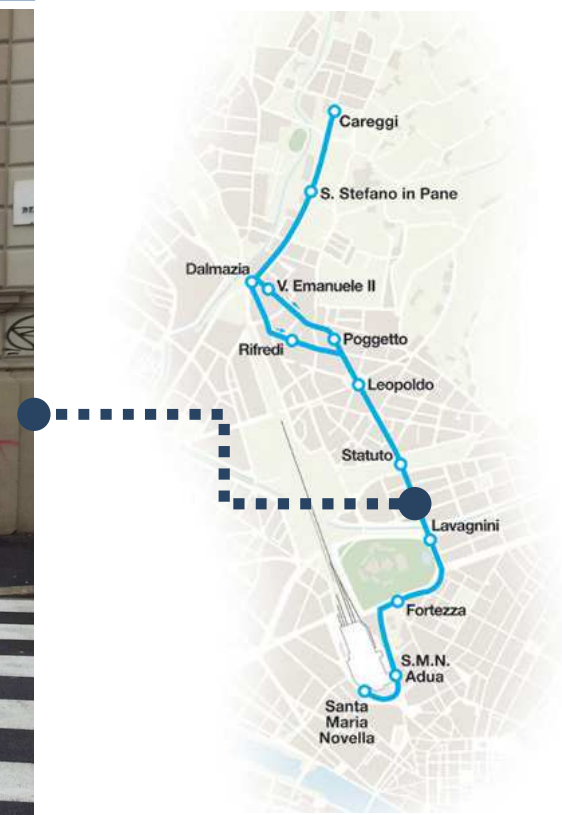 Careggi
S. Stefano in Pane
Dalmazia
V. Emanuele II
Poggetto
Rifredi
Leopoldo
Statuto
Lavagnini
Fortezza
S.M.N.
Adua
Santa
Maria
Novella